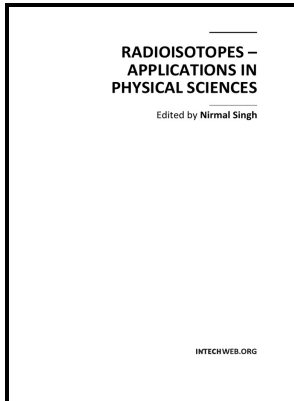 RADIOISOTOPES –
APPLICATIONS IN
PHYSICAL SCIENCES
Edited by Nirmal Singh
INTECHWEB.ORG